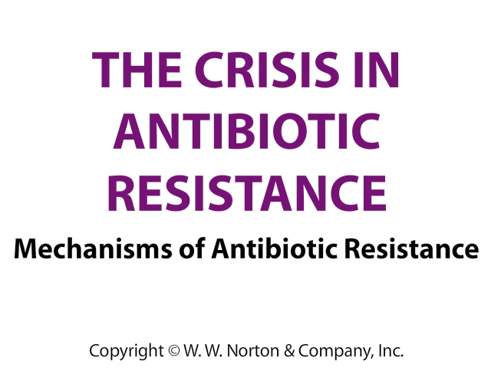 THE CRISIS IN
ANTIBIOTIC
RESISTANCE
Mechanisms of Antibiotic Resistance
Copyright © W. W. Norton & Company, Inc.